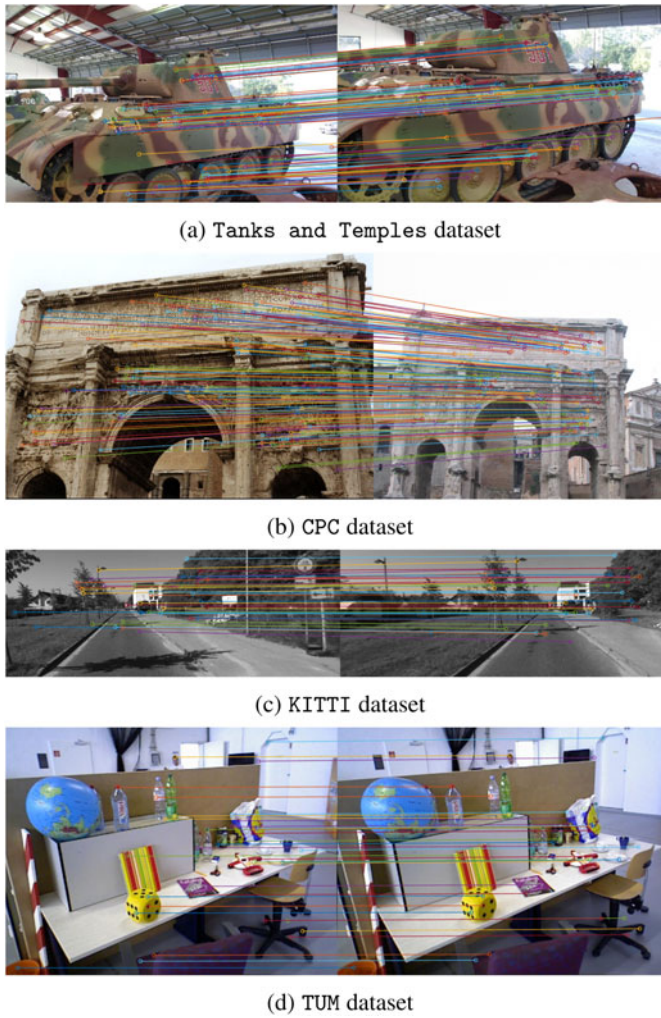 (a) Tanks and Temples dataset
(b) CPC dataset
(c) KITTI dataset
(d) TUM dataset